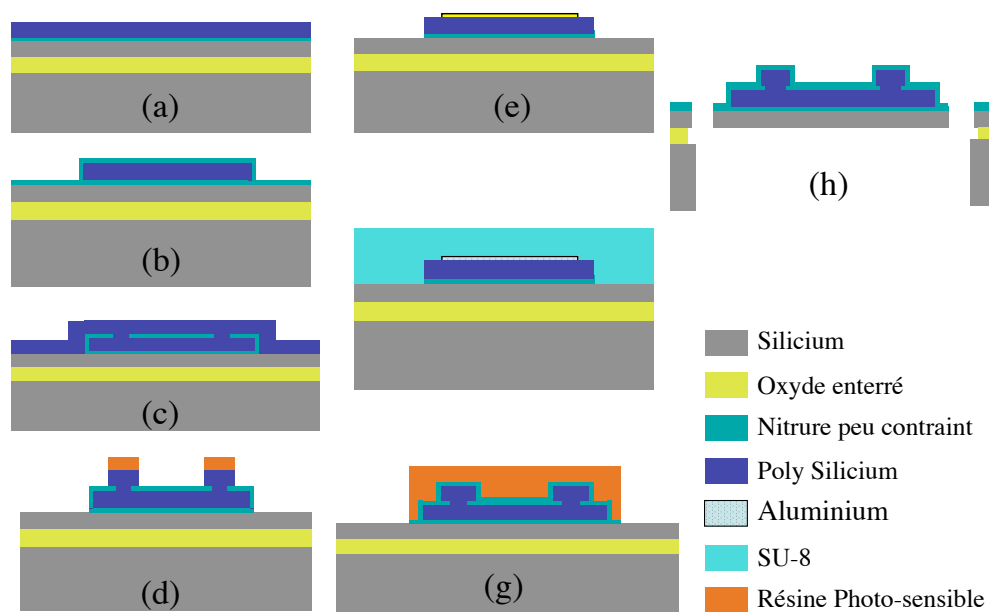 (a)
(b)
(c)
(d)
(e)
(g)
(h)
Silicium
Oxyde enterré
Nitrure peu contraint
Poly Silicium
Aluminium
SU-8
Résine Photo-sensible